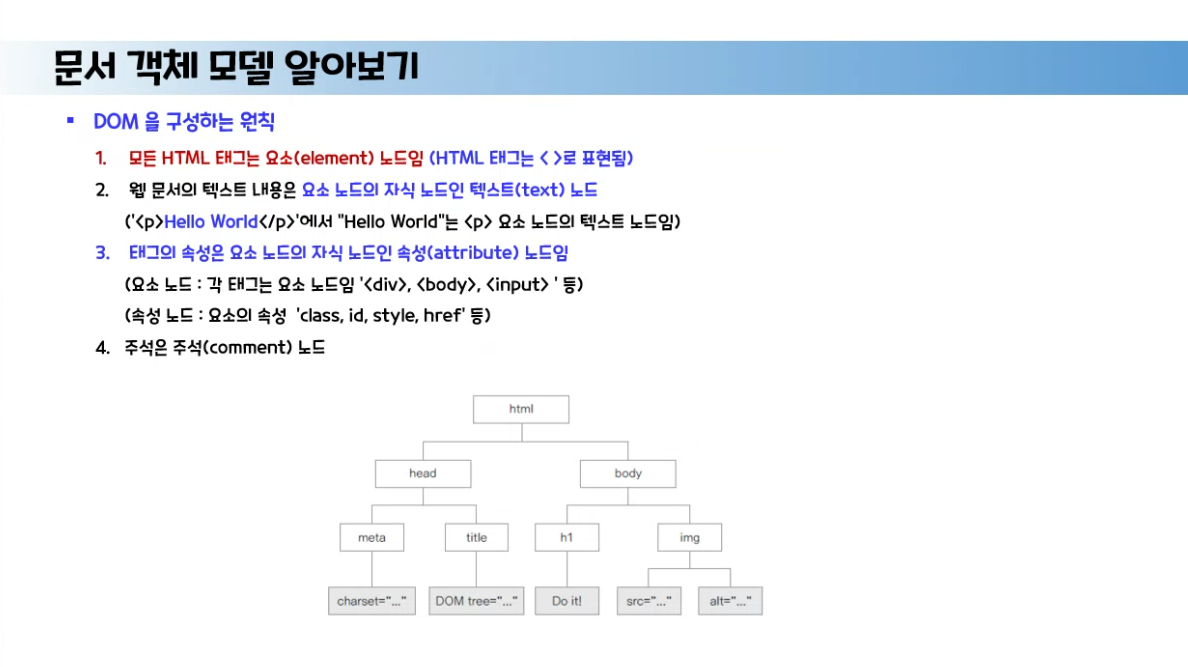 문서 객체 모델 알아보기
▪ DOM 을 구성하는 원칙
1. 모든 HTML 태그는 요소(element) 노드임 (HTML 태그는 < >로 표현됨)
2. 웹 문서의 텍스트 내용은 요소 노드의 자식 노드인 텍스트(text) 노드
('<p>Hello World</p>'에서 "Hello World"는 <p> 요소 노드의 텍스트 노드임)
3. 태그의 속성은 요소 노드의 자식 노드인 속성(attribute) 노드임
(요소 노드 : 각 태그는 요소 노드임 '<div>, <body>, <input> ' 등)
(속성 노드 : 요소의 속성 'class, id, style, href' 등)
4. 주석은 주석(comment) 노드
html
head body
meta title h1 img
charset="..." DOM tree="..." Do it! src="..." alt="..."